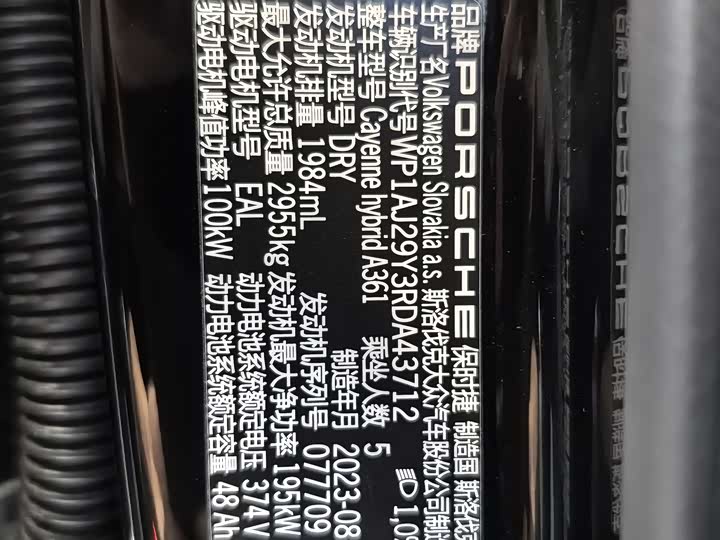 品牌 PORSCHE 保时捷 制造国 斯洛伐克
生产厂名 Volkswagen Slovakia a.s. 斯洛伐克大众汽车股份公司制造
车辆识别代号 WP1AJ29Y3RDA43712 1,0
整车型号 Cayenne hybrid A361 乘坐人数 5
发动机型号 DRY 制造年月 2023-08
发动机排量 1984mL 发动机序列号 077709
最大允许总质量 2955kg 发动机最大净功率 195kW
驱动电机型号 EAL 动力电池系统额定电压 374V
驱动电机峰值功率 100kW 动力电池系统额定容量 48Ah